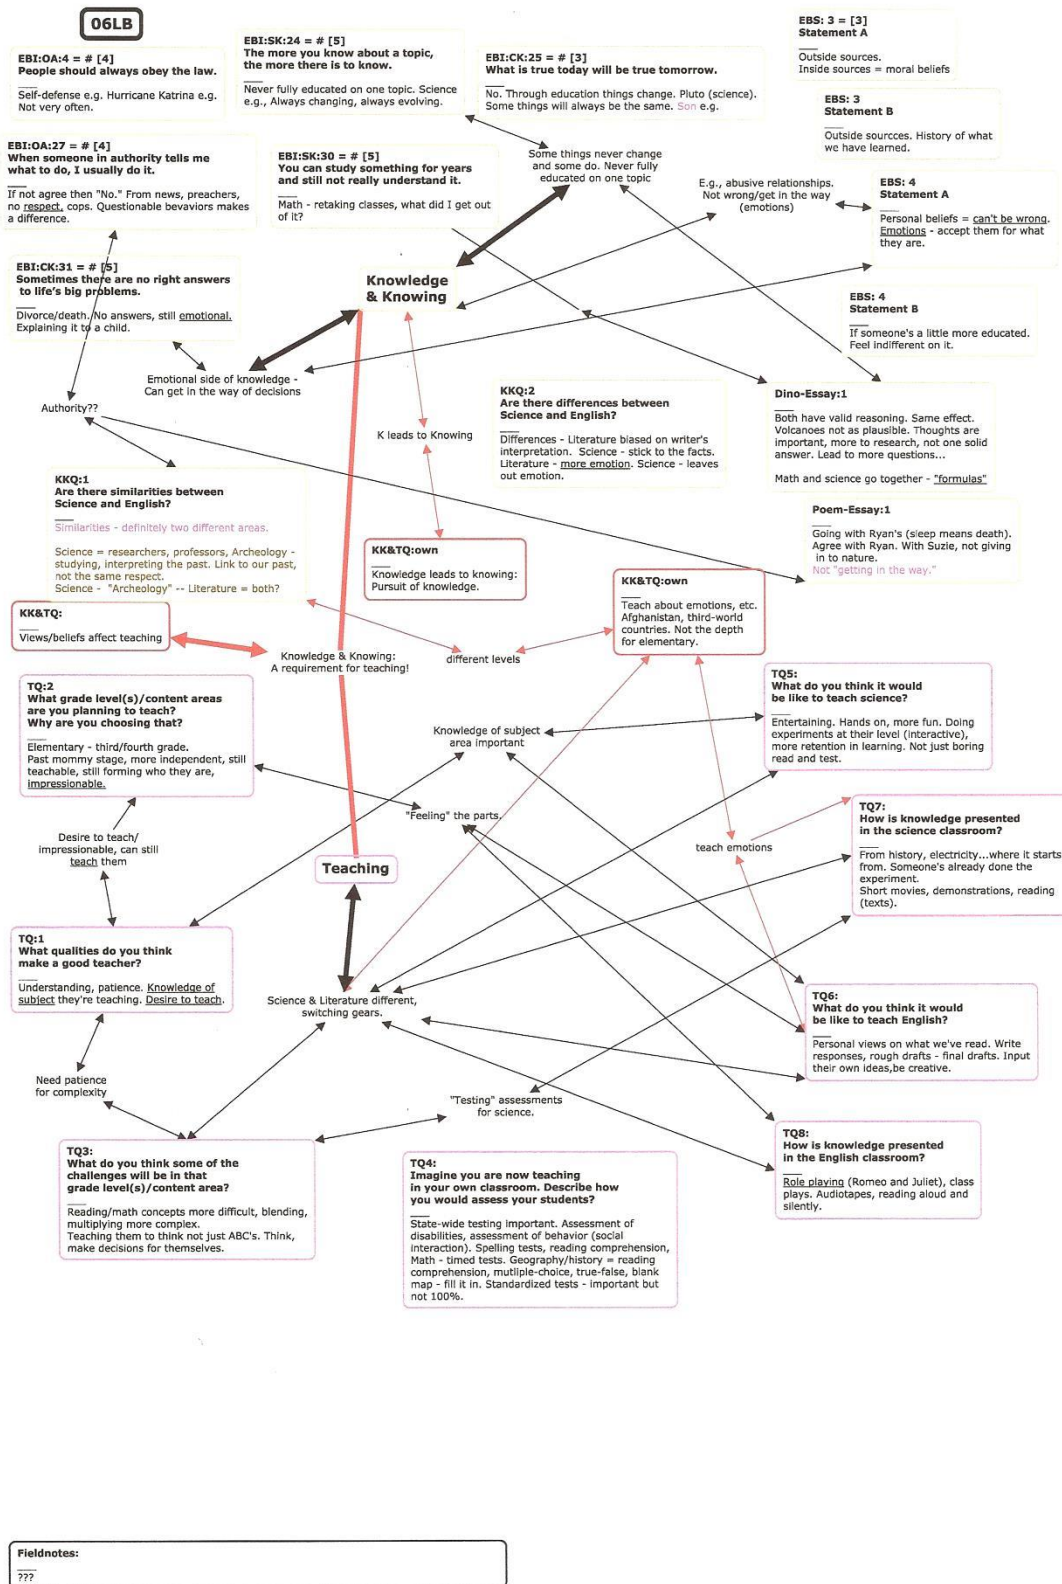 06LB
EBI:OA:4 = # [4]
People should always obey the law.
Self-defense e.g. Hurricane Katrina e.g.
Not very often.
EBI:SK:24 = # [5]
The more you know about a topic,
the more there is to know.
Never fully educated on one topic. Science
e.g., Always changing, always evolving.
EBI:CK:25 = # [3]
What is true today will be true tomorrow.
No. Through education things change. Pluto (science).
Some things will always be the same. Son e.g.
EBS: 3 = [3]
Statement A
Outside sources.
Inside sources = moral beliefs
EBS: 3
Statement B
Outside sourcces. History of what
we have learned.
EBI:OA:27 = # [4]
When someone in authority tells me
what to do, I usually do it.
If not agree then "No." From news, preachers,
no respect, cops. Questionable bevaviors makes
a difference.
EBI:SK:30 = # [5]
You can study something for years
and still not really understand it.
Math - retaking classes, what did I get out
of it?
Some things never change
and some do. Never fully
educated on one topic
E.g., abusive relationships.
Not wrong/get in the way
(emotions)
EBS: 4
Statement A
Personal beliefs = can't be wrong.
Emotions - accept them for what
they are.
EBI:CK:31 = # [5]
Sometimes there are no right answers
to life's big problems.
Divorce/death. No answers, still emotional.
Explaining it to a child.
Knowledge
& Knowing
EBS: 4
Statement B
If someone's a little more educated.
Feel indifferent on it.
Emotional side of knowledge -
Can get in the way of decisions
Authority??
K leads to Knowing
KKQ:2
Are there differences between
Science and English?
Differences - Literature biased on writer's
interpretation. Science - stick to the facts.
Literature - more emotion. Science - leaves
out emotion.
Dino-Essay:1
Both have valid reasoning. Same effect.
Volcanoes not as plausible. Thoughts are
important, more to research, not one solid
answer. Lead to more questions...
Math and science go together - "formulas"
KKQ:1
Are there similarities between
Science and English?
Similarities - definitely two different areas.
Science = researchers, professors, Archeology -
studying, interpreting the past. Link to our past,
not the same respect.
Science - "Archeology" -- Literature = both?
Poem-Essay:1
Going with Ryan's (sleep means death).
Agree with Ryan. With Suzie, not giving
in to nature.
Not "getting in the way."
KK&TQ:own
Knowledge leads to knowing:
Pursuit of knowledge.
KK&TQ:own
Teach about emotions, etc.
Afghanistan, third-world
countries. Not the depth
for elementary.
KK&TQ:
Views/beliefs affect teaching
Knowledge & Knowing:
A requirement for teaching!
different levels
TQ:2
What grade level(s)/content areas
are you planning to teach?
Why are you choosing that?
Elementary - third/fourth grade.
Past mommy stage, more independent, still
teachable, still forming who they are,
impressionable.
Knowledge of subject
area important
TQ5:
What do you think it would
be like to teach science?
Entertaining. Hands on, more fun. Doing
experiments at their level (interactive),
more retention in learning. Not just boring
read and test.
"Feeling" the parts.
Desire to teach/
impressionable, can still
teach them
teach emotions
TQ7:
How is knowledge presented
in the science classroom?
From history, electricity...where it starts
from. Someone's already done the
experiment.
Short movies, demonstrations, reading
(texts).
Teaching
TQ:1
What qualities do you think
make a good teacher?
Understanding, patience. Knowledge of
subject they're teaching. Desire to teach.
Science & Literature different,
switching gears.
TQ6:
What do you think it would
be like to teach English?
Personal views on what we've read. Write
responses, rough drafts - final drafts. Input
their own ideas,be creative.
Need patience
for complexity
"Testing" assessments
for science.
TQ3:
What do you think some of the
challenges will be in that
grade level(s)/content area?
Reading/math concepts more difficult, blending,
multiplying more complex.
Teaching them to think not just ABC's. Think,
make decisions for themselves.
TQ4:
Imagine you are now teaching
in your own classroom. Describe how
you would assess your students?
State-wide testing important. Assessment of
disabilities, assessment of behavior (social
interaction). Spelling tests, reading comprehension,
Math - timed tests. Geography/history = reading
comprehension, mutliple-choice, true-false, blank
map - fill it in. Standardized tests - important but
not 100%.
TQ8:
How is knowledge presented
in the English classroom?
Role playing (Romeo and Juliet), class
plays. Audiotapes, reading aloud and
silently.
Fieldnotes:
???